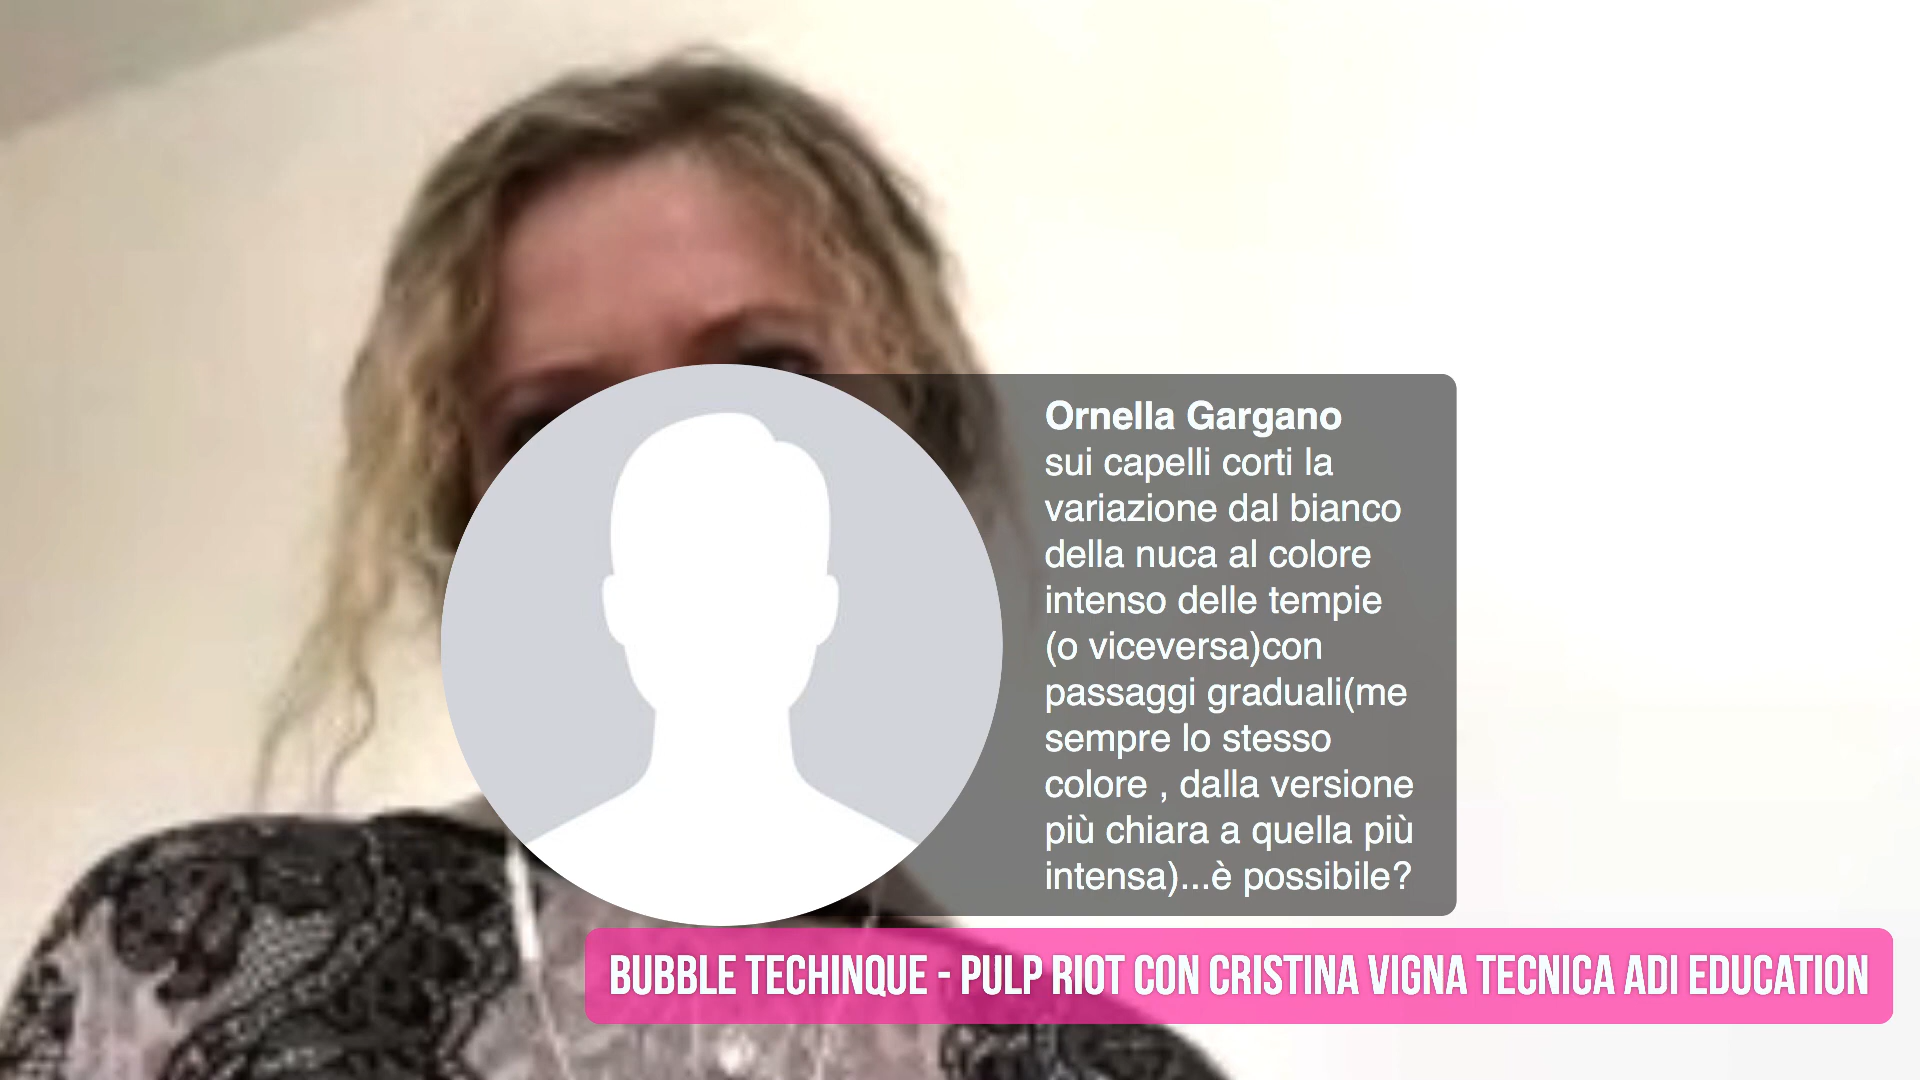 Ornella Gargano
sui capelli corti la
variazione dal bianco
della nuca al colore
intenso delle tempie
(o viceversa)con
passaggi graduali(me
sempre lo stesso
colore , dalla versione
più chiara a quella più
intensa)...è possibile?
BUBBLE TECHINQUE - PULP RIOT CON CRISTINA VIGNA TECNICA ADI EDUCATION